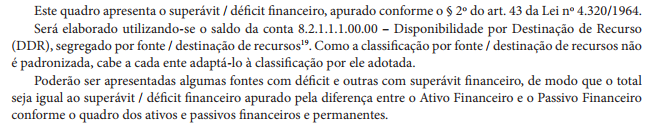 Este quadro apresenta o superávit / déficit financeiro, apurado conforme o § 2º do art. 43 da Lei nº 4.320/1964.
Será elaborado utilizando-se o saldo da conta 8.2.1.1.1.00.00 – Disponibilidade por Destinação de Recurso
(DDR), segregado por fonte / destinação de recursos¹⁹. Como a classificação por fonte / destinação de recursos não
é padronizada, cabe a cada ente adaptá-lo à classificação por ele adotada.
Poderão ser apresentadas algumas fontes com déficit e outras com superávit financeiro, de modo que o total
seja igual ao superávit / déficit financeiro apurado pela diferença entre o Ativo Financeiro e o Passivo Financeiro
conforme o quadro dos ativos e passivos financeiros e permanentes.